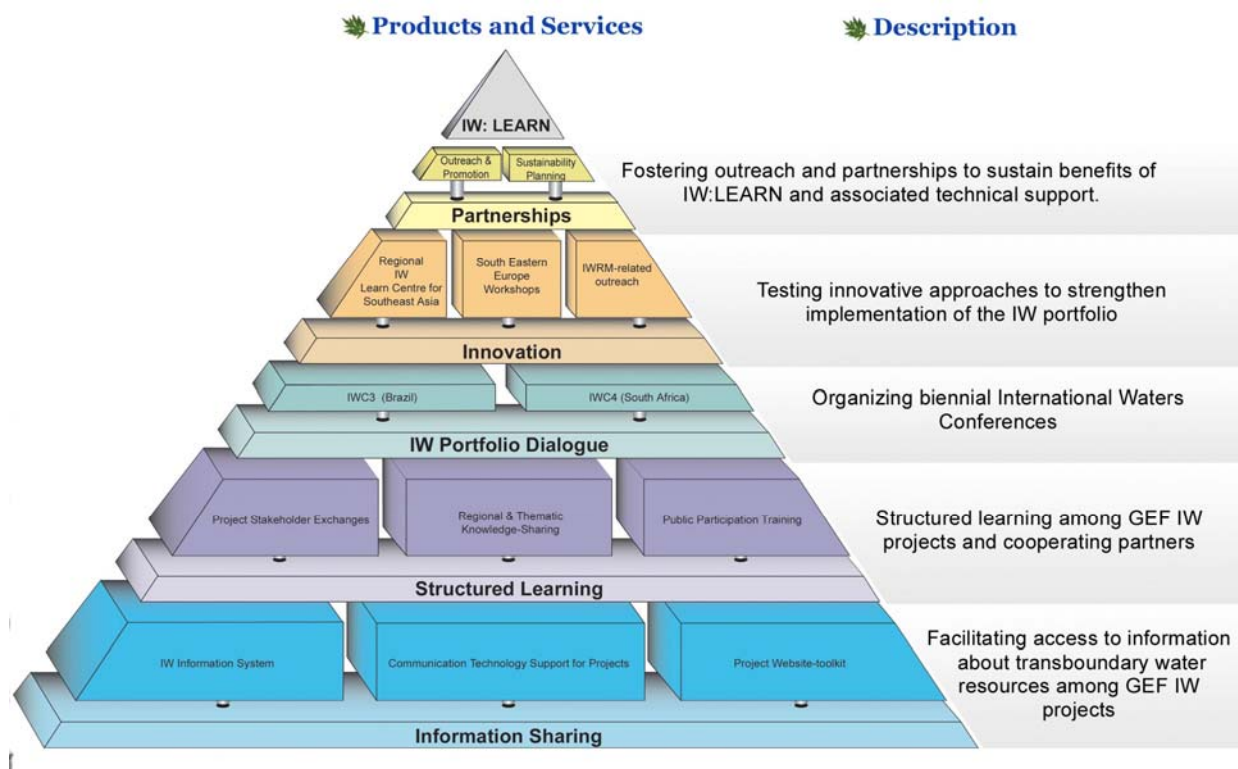 Products and Services
Description
IW: LEARN
Outreach &
Promotion
Sustainability
Planning
Partnerships
Fostering outreach and partnerships to sustain benefits of
IW:LEARN and associated technical support.
Regional
IW
Learn Centre for
Southeast Asia
South Eastern
Europe
Workshops
IWRM-related
outreach
Innovation
Testing innovative approaches to strengthen
implementation of the IW portfolio
IWC3 (Brazil)
IWC4 (South Africa)
IW Portfolio Dialogue
Organizing biennial International Waters
Conferences
Project Stakeholder Exchanges
Regional & Thematic
Knowledge-Sharing
Public Participation Training
Structured Learning
Structured learning among GEF IW
projects and cooperating partners
IW Information System
Communication Technology Support for Projects
Project Website-toolkit
Information Sharing
Facilitating access to information
about transboundary water
resources among GEF IW
projects